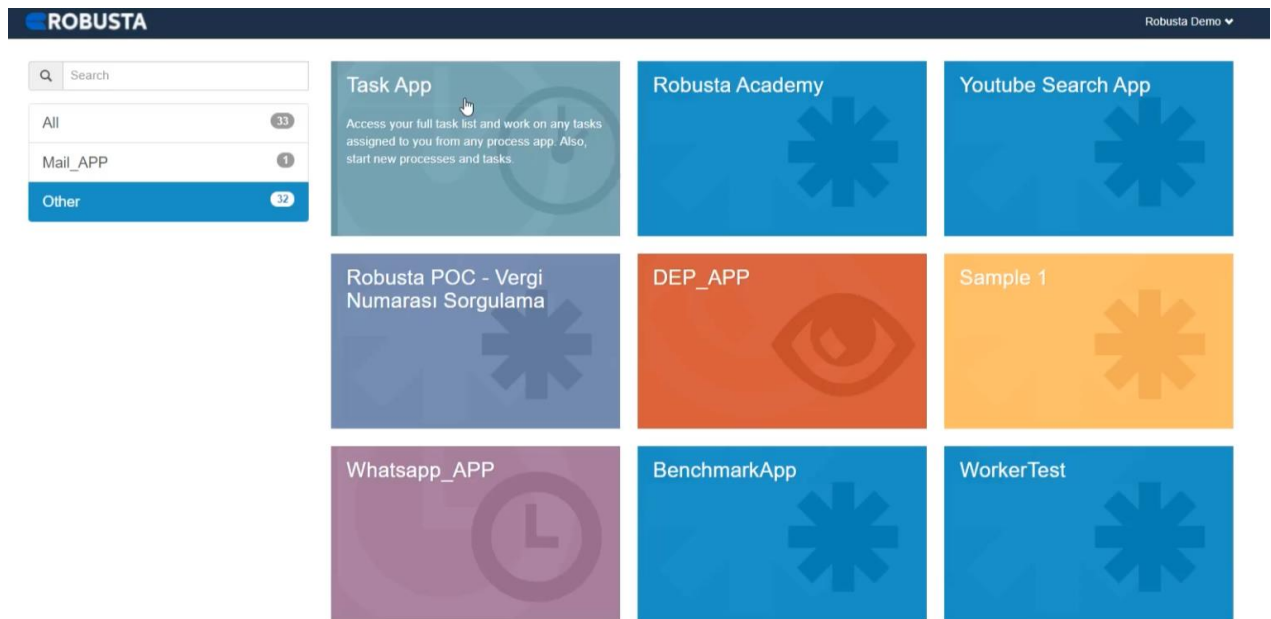 ROBUSTA
Robusta Demo
Search
All 33
Mail_APP 1
Other 32
Task App
Access your full task list and work on any tasks
assigned to you from any process app. Also,
start new processes and tasks.
Robusta Academy
Youtube Search App
Robusta POC - Vergi
Numarası Sorgulama
DEP_APP
Sample 1
Whatsapp_APP
BenchmarkApp
WorkerTest